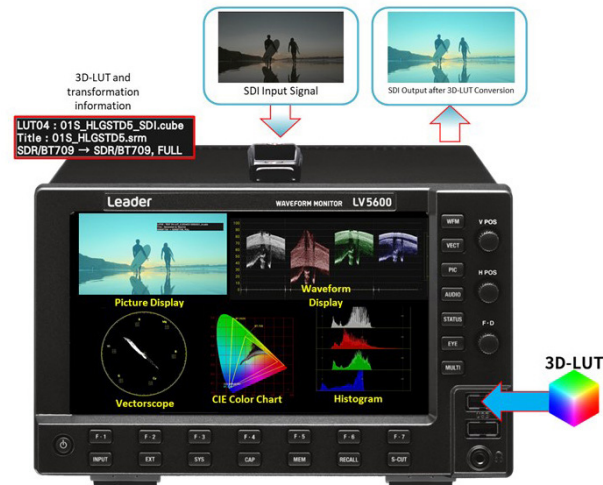 SDI Input Signal
SDI Output after 3D-LUT Conversion
3D-LUT and
transformation
information
LUT04 : 01S_HLGSTD5_SDI.cube
Title : 01S_HLGSTD5.srm
SDR/BT709 → SDR/BT709, FULL
Leader
WAVEFORM MONITOR LV5600
Picture Display
Waveform
Display
Vectorscope
CIE Color Chart
Histogram
WFM
VECT
PIC
AUDIO
STATUS
EYE
MULTI
V POS
H POS
F·D
3D-LUT
F·1
F·2
F·3
F·4
F·5
F·6
F·7
INPUT
EXT
SYS
CAP
MEM
RECALL
S-CUT